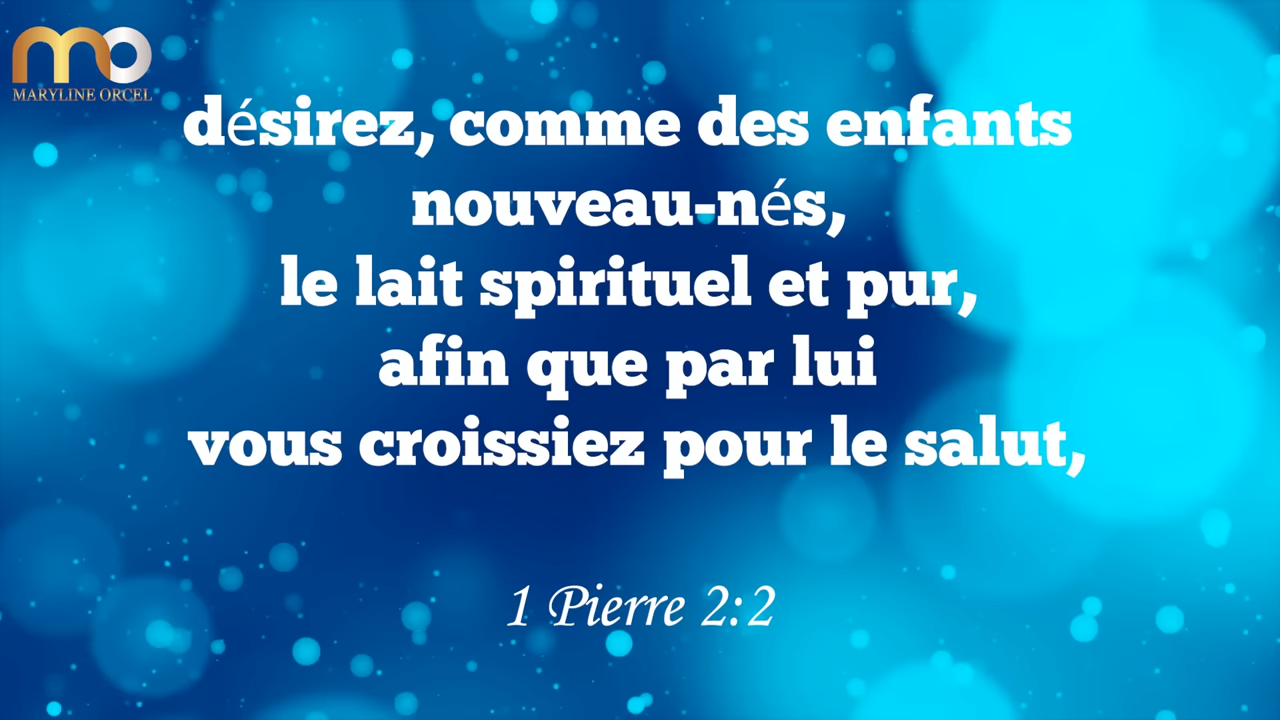 mo
MARYLINE ORCEL
désirez, comme des enfants
nouveau-nés,
le lait spirituel et pur,
afin que par lui
vous croissiez pour le salut,
1 Pierre 2:2